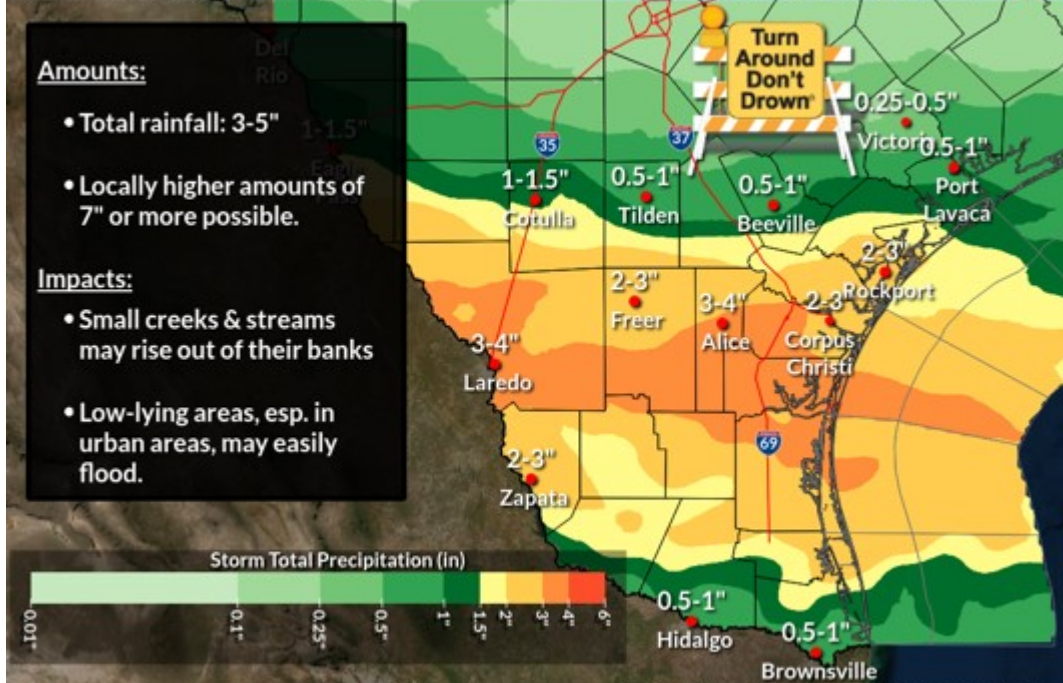 Amounts:
• Total rainfall: 3-5"
• Locally higher amounts of
7" or more possible.
Impacts:
• Small creeks & streams
may rise out of their banks
• Low-lying areas, esp. in
urban areas, may easily
flood.
Del
Rio
1-1.5"
Eagle
Pass
Turn
Around
Don't
Drown
35
37
0.25-0.5"
Victoria
0.5-1"
Port
Lavaca
1-1.5"
Cotulla
0.5-1"
Tilden
0.5-1"
Beeville
2-3"
Rockport
2-3"
Freer
3-4"
Alice
2-3"
Corpus
Christi
3-4"
Laredo
69
2-3"
Zapata
Storm Total Precipitation (in)
0.01"
0.1"
0.25"
0.5"
1"
1.5"
2"
3"
4"
6"
0.5-1"
Hidalgo
0.5-1"
Brownsville